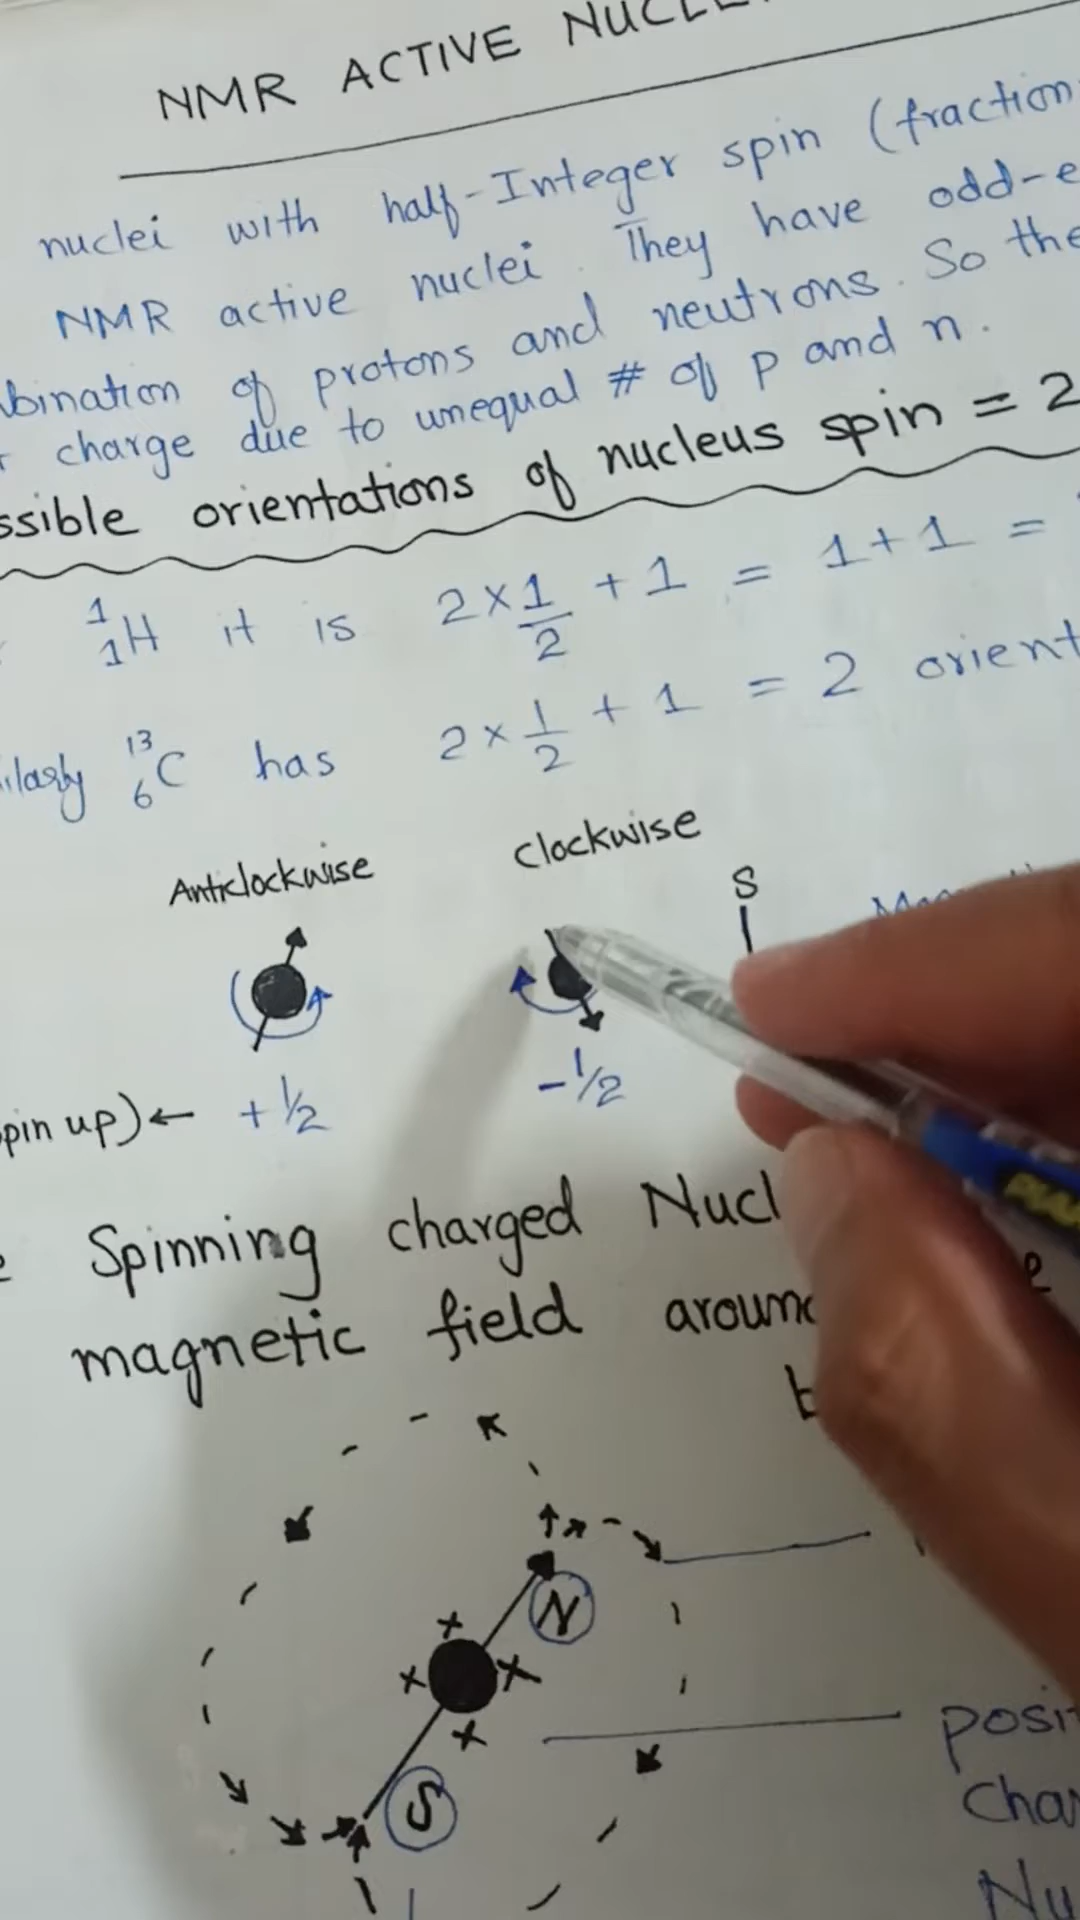 NMR ACTIVE
nuclei with half-Integer spin (fraction
NMR active nuclei. They have odd-e
bination of protons and neutrons. So the
charge due to unequal # of p and n.
ssible orientations of nucleus spin = 2
1 1H it is 2×1/2 + 1 = 1+1 =
13 6C has 2×1/2 + 1 = 2 orient
Anticlockwise Clockwise
S
pin up) ← +1/2 -1/2
Spinning charged Nucl
magnetic field aroun
N
S
posi
Cha
Nu